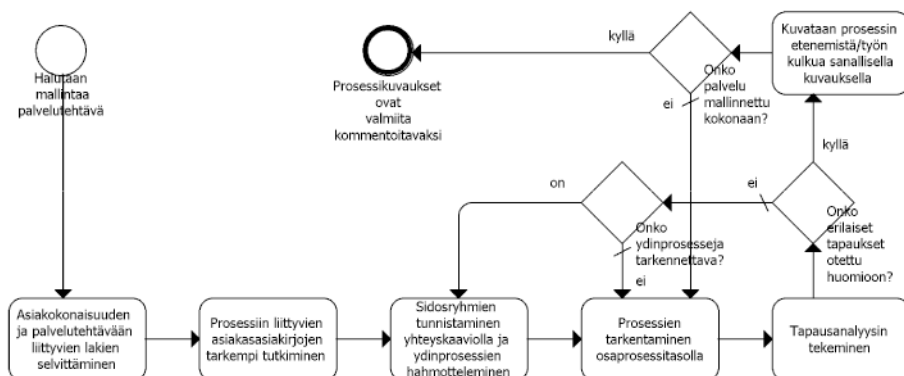 Halutaan
mallintaa
palvelutehtävä
Prosessikuvaukset
ovat
valmiita
kommentoitavaksi
kyllä
Onko
palvelu
mallinnettu
kokonaan?
ei
Kuvataan prosessin
etenemistä/työn
kulkua sanallisella
kuvauksella
kyllä
on
Onko
ydinprosesseja
tarkennettava?
ei
ei
Onko
erilaiset
tapaukset
otettu
huomioon?
Asiakokonaisuuden
ja palvelutehtävään
liittyvien lakien
selvittäminen
Prosessiin liittyvien
asiakasasiakirjojen
tarkempi tutkiminen
Sidosryhmien
tunnistaminen
yhteyskaaviolla ja
ydinprosessien
hahmotteleminen
Prosessien
tarkentaminen
osaprosessitasolla
Tapausanalyysin
tekeminen